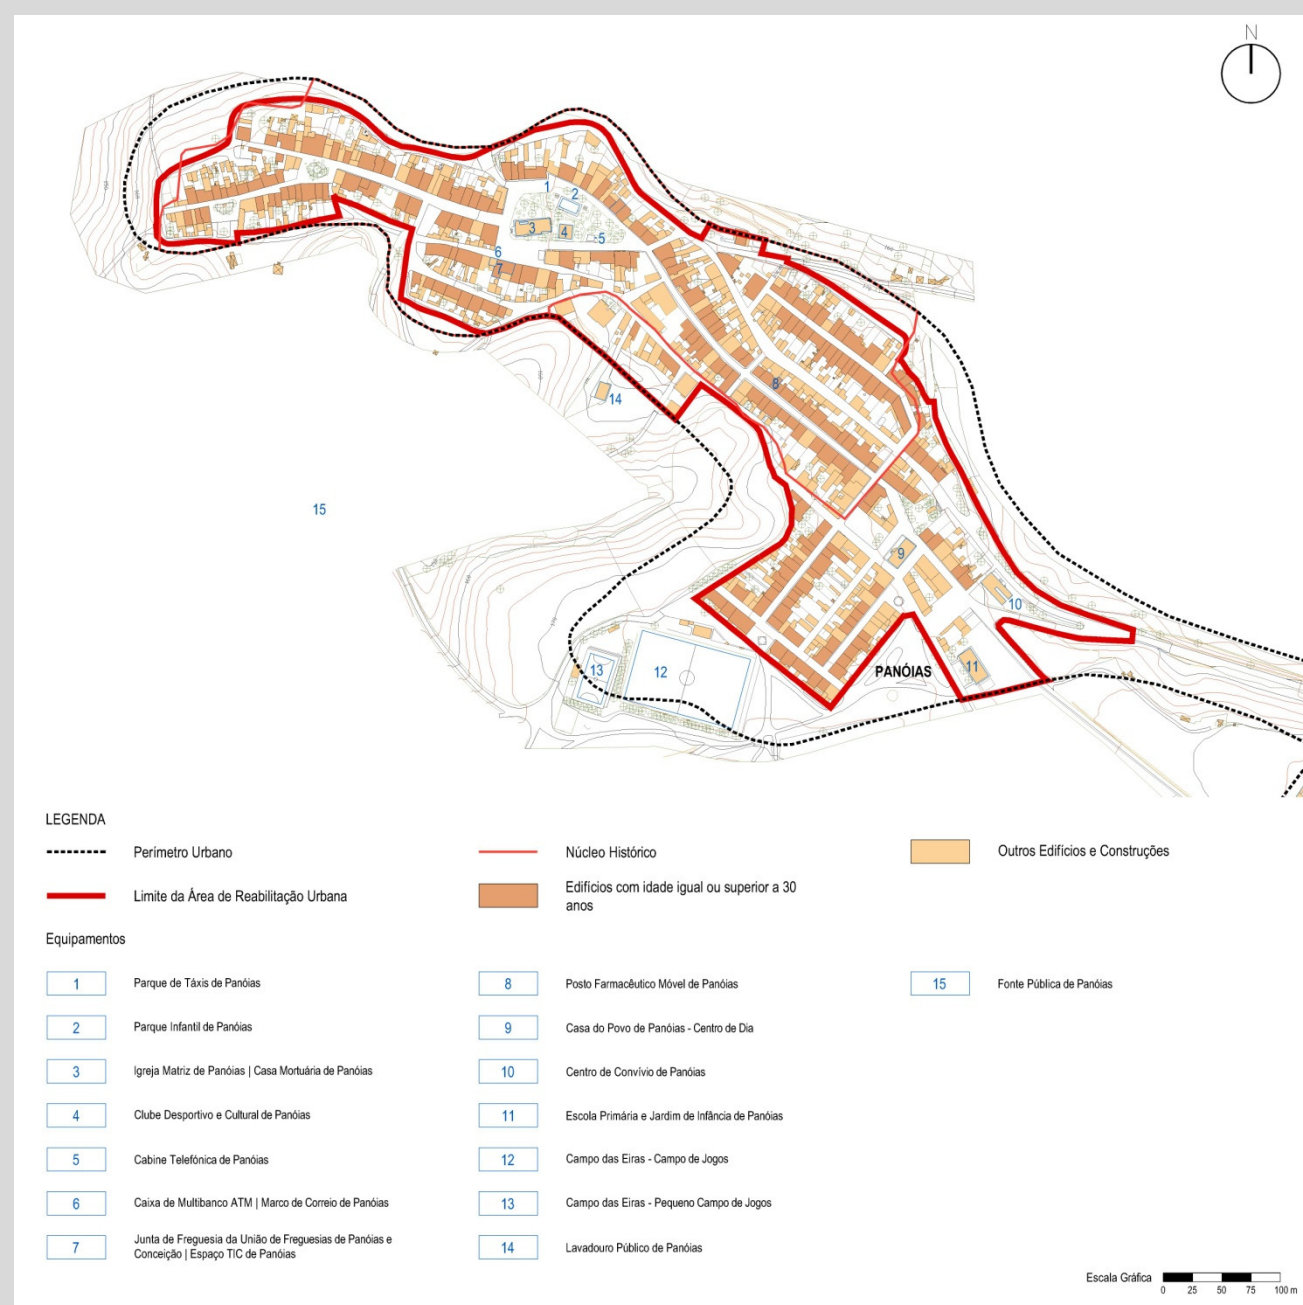 N
1
2
3
4
5
6
7
8
14
15
9
10
13
12
11
PANÓIAS
LEGENDA
Perímetro Urbano
Núcleo Histórico
Outros Edifícios e Construções
Limite da Área de Reabilitação Urbana
Edifícios com idade igual ou superior a 30
anos
Equipamentos
1 Parque de Táxis de Panóias
8 Posto Farmacêutico Móvel de Panóias
15 Fonte Pública de Panóias
2 Parque Infantil de Panóias
9 Casa do Povo de Panóias - Centro de Dia
3 Igreja Matriz de Panóias | Casa Mortuária de Panóias
10 Centro de Convívio de Panóias
4 Clube Desportivo e Cultural de Panóias
11 Escola Primária e Jardim de Infância de Panóias
5 Cabine Telefónica de Panóias
12 Campo das Eiras - Campo de Jogos
6 Caixa de Multibanco ATM | Marco de Correio de Panóias
13 Campo das Eiras - Pequeno Campo de Jogos
7 Junta de Freguesia da União de Freguesias de Panóias e
Conceição | Espaço TIC de Panóias
14 Lavadouro Público de Panóias
Escala Gráfica
0 25 50 75 100 m